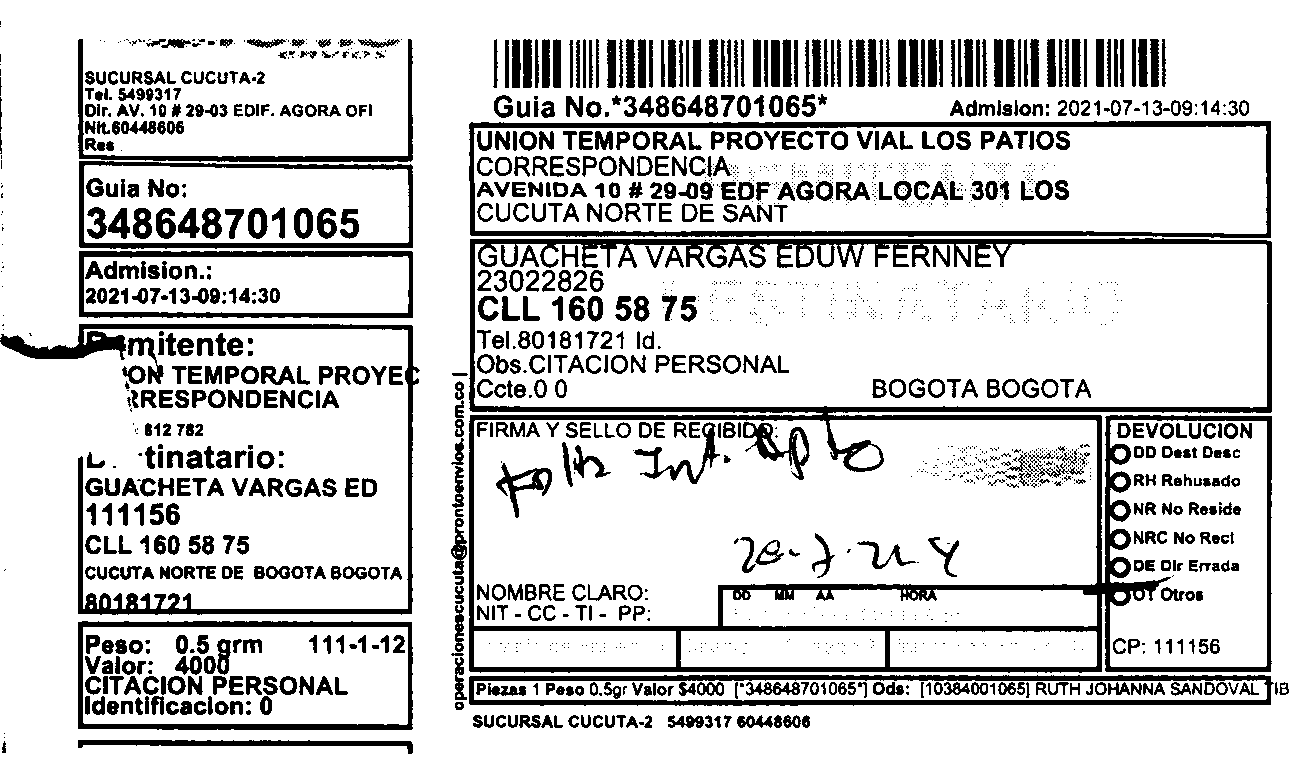 SUCURSAL CUCUTA-2
Tel. 5499317
Dir. AV. 10 # 29-03 EDIF. AGORA OFI
Nit.60448606
Res
Guia No:
348648701065
Admision.:
2021-07-13-09:14:30
mitente:
ON TEMPORAL PROYEC
RRESPONDENCIA
812 782
tinatario:
GUACHETA VARGAS ED
111156
CLL 160 58 75
CUCUTA NORTE DE BOGOTA BOGOTA
80181721
Peso: 0.5 grm 111-1-12
Valor: 4000
CITACION PERSONAL
Identificacion: 0
Guia No.*348648701065* Admision: 2021-07-13-09:14:30
UNION TEMPORAL PROYECTO VIAL LOS PATIOS
CORRESPONDENCIA
AVENIDA 10 # 29-09 EDF AGORA LOCAL 301 LOS
CUCUTA NORTE DE SANT
GUACHETA VARGAS EDUW FERNNEY
23022826
CLL 160 58 75
DESTINATARIO
Tel.80181721 Id.
Obs.CITACION PERSONAL
Ccte.0 0 BOGOTA BOGOTA
operacionescucuta@prontoenvios.com.co |
FIRMA Y SELLO DE RECIBIDO:
Int. Apto
NOMBRE CLARO:
NIT - CC - TI - PP:
DD MM AA HORA
DEVOLUCION
DD Dest Desc
RH Rehusado
NR No Reside
NRC No Recl
DE Dir Errada
OT Otros
CP: 111156
Piezas 1 Peso 0.5gr Valor $4000 ["348648701065"] Ods: [10384001065] RUTH JOHANNA SANDOVAL TIB
SUCURSAL CUCUTA-2 5499317 60448606